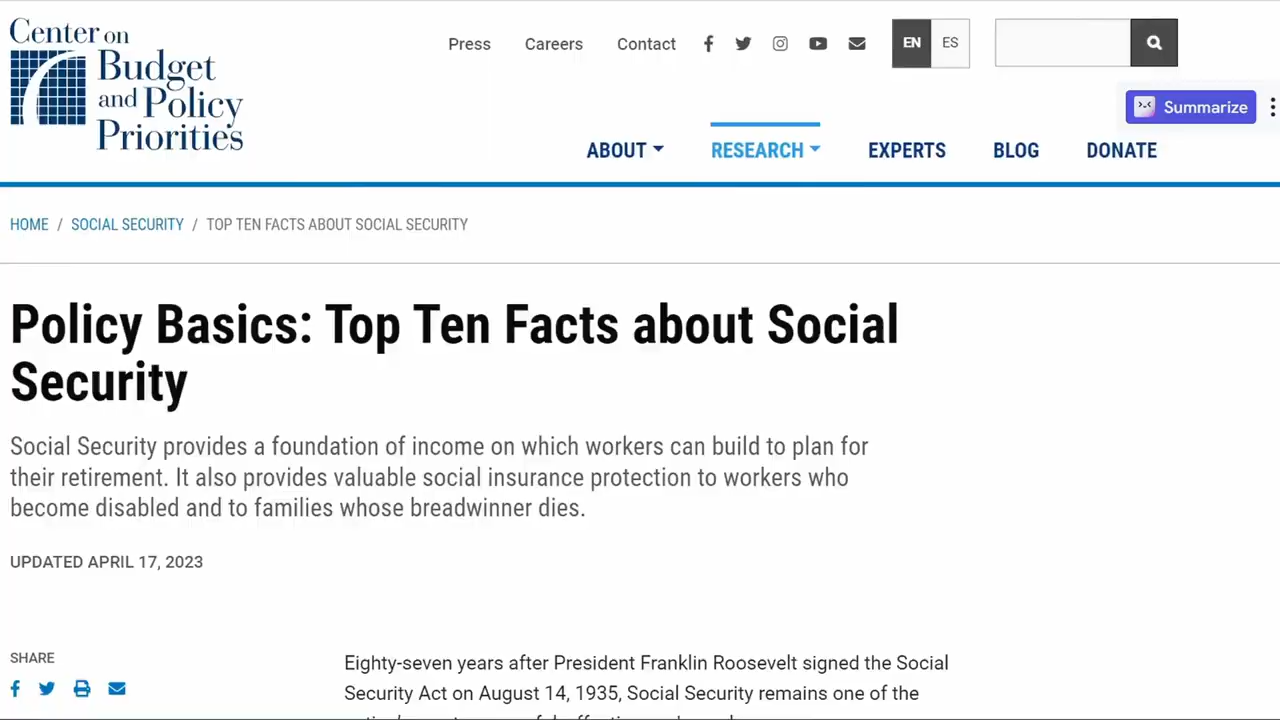 Center on
Budget
and Policy
Priorities
Press Careers Contact EN ES
Summarize
ABOUT RESEARCH EXPERTS BLOG DONATE
HOME / SOCIAL SECURITY / TOP TEN FACTS ABOUT SOCIAL SECURITY
Policy Basics: Top Ten Facts about Social
Security
Social Security provides a foundation of income on which workers can build to plan for
their retirement. It also provides valuable social insurance protection to workers who
become disabled and to families whose breadwinner dies.
UPDATED APRIL 17, 2023
SHARE
Eighty-seven years after President Franklin Roosevelt signed the Social
Security Act on August 14, 1935, Social Security remains one of the